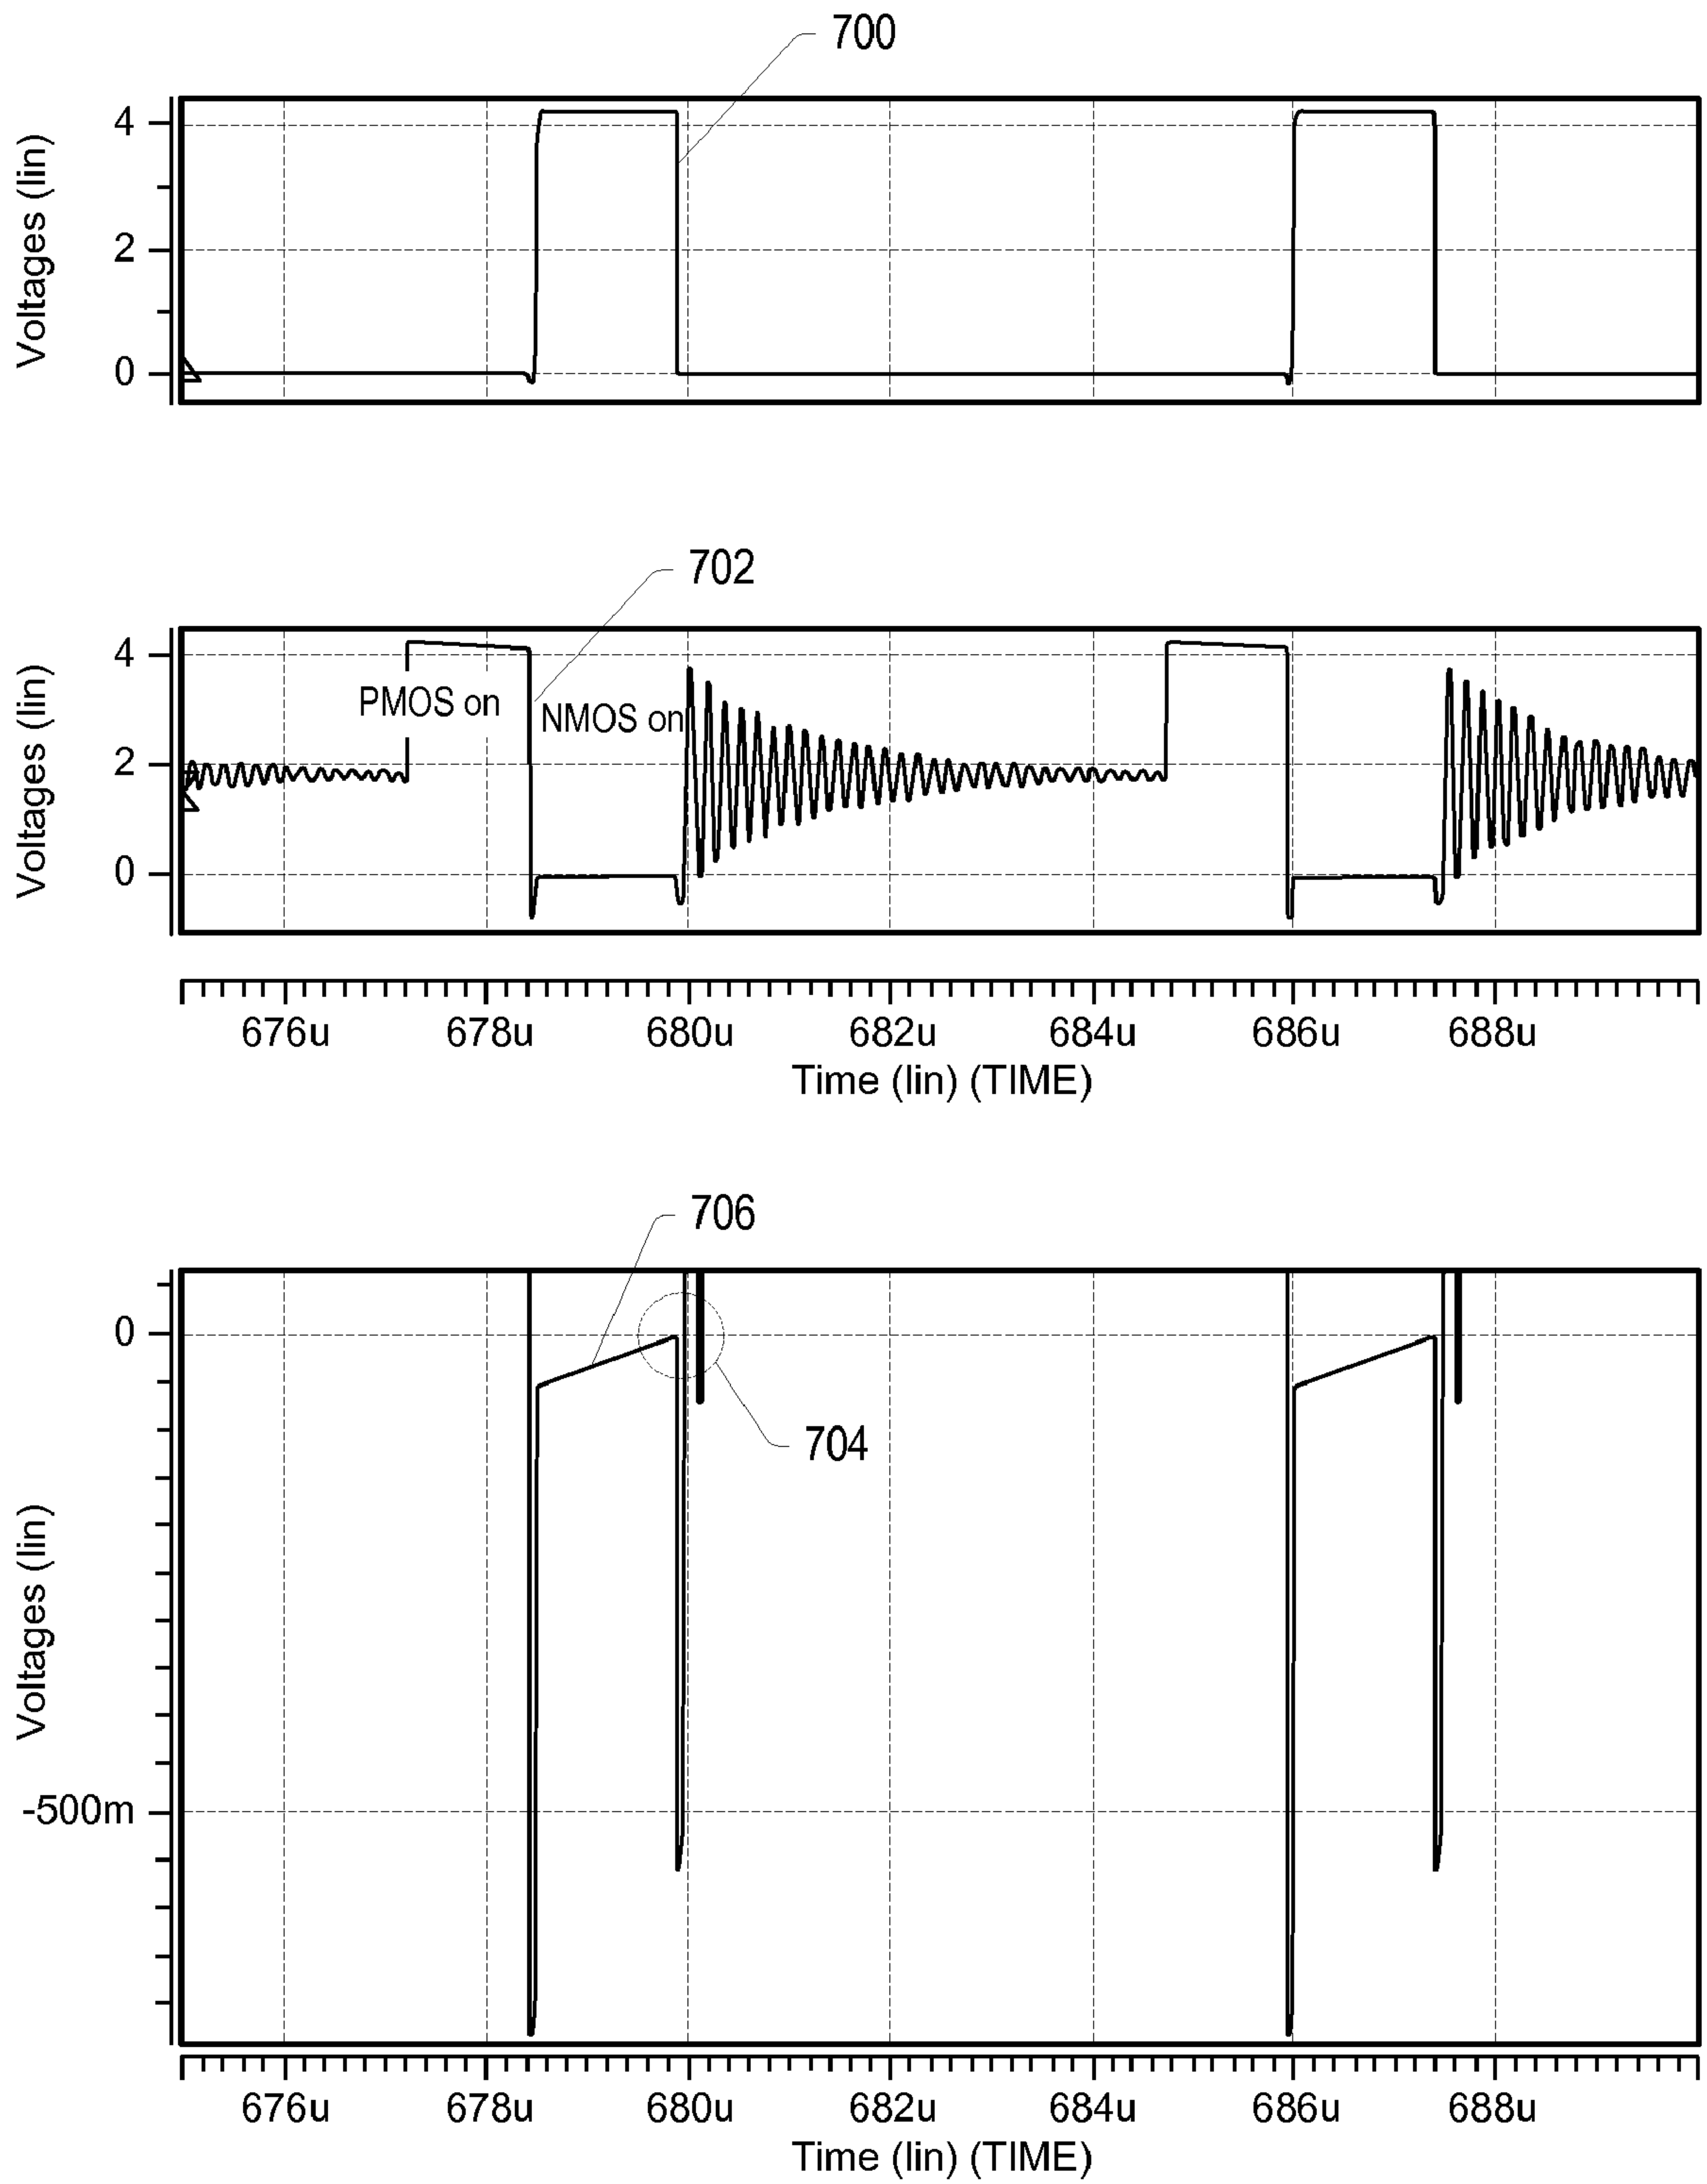 700
Voltages (lin)
4
2
0
702
Voltages (lin)
4
2
0
PMOS on
NMOS on
676u 678u 680u 682u 684u 686u 688u
Time (lin) (TIME)
706
704
Voltages (lin)
0
-500m
676u 678u 680u 682u 684u 686u 688u
Time (lin) (TIME)